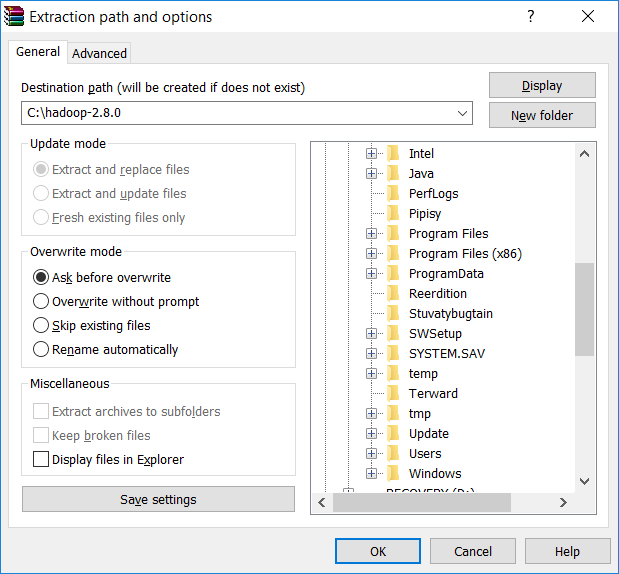 Extraction path and options
General
Advanced
Destination path (will be created if does not exist)
C:\hadoop-2.8.0
Display
New folder
Update mode
Extract and replace files
Extract and update files
Fresh existing files only
Overwrite mode
Ask before overwrite
Overwrite without prompt
Skip existing files
Rename automatically
Miscellaneous
Extract archives to subfolders
Keep broken files
Display files in Explorer
Save settings
Intel
Java
PerfLogs
Pipisy
Program Files
Program Files (x86)
ProgramData
Reerdition
Stuvatybugtain
SWSetup
SYSTEM.SAV
temp
Terward
tmp
Update
Users
Windows
RECOVERY (D:)
OK
Cancel
Help